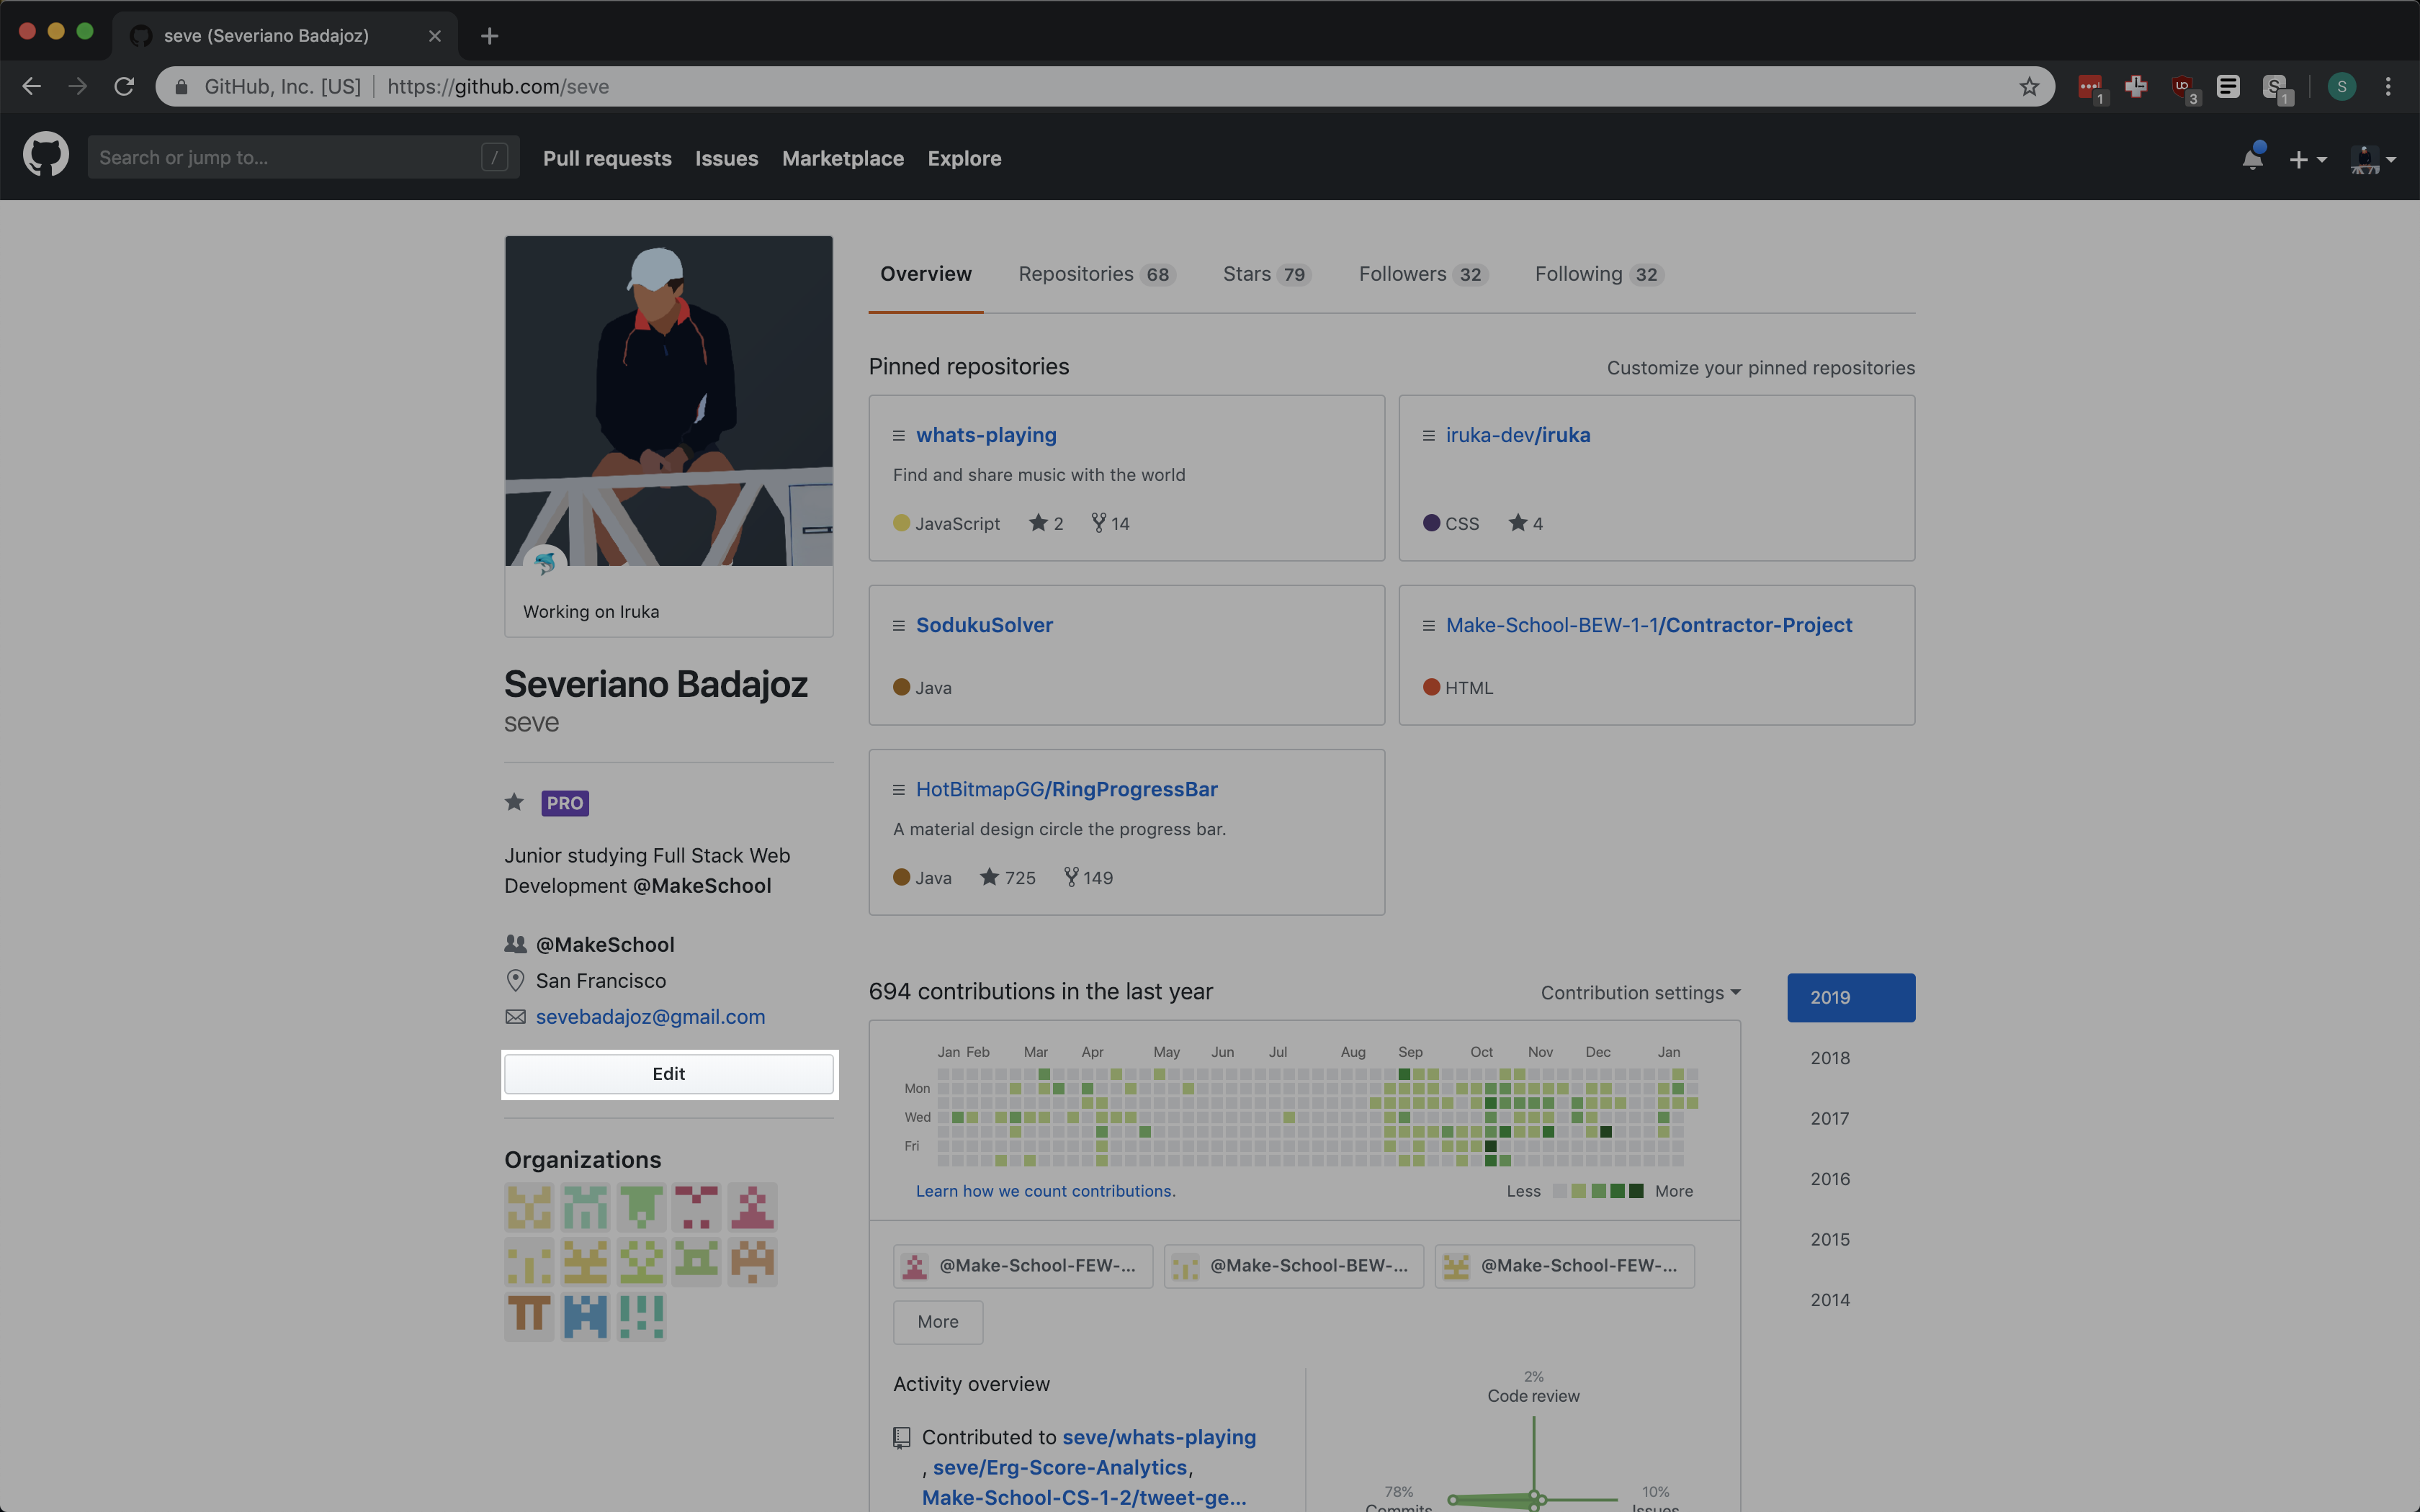 seve (Severiano Badajoz)
GitHub, Inc. [US] | https://github.com/seve
1
3
1
S
Search or jump to... /
Pull requests Issues Marketplace Explore
Overview Repositories 68 Stars 79 Followers 32 Following 32
Pinned repositories Customize your pinned repositories
whats-playing
Find and share music with the world
JavaScript 2 14
iruka-dev/iruka
CSS 4
SodukuSolver
Java
Make-School-BEW-1-1/Contractor-Project
HTML
HotBitmapGG/RingProgressBar
A material design circle the progress bar.
Java 725 149
Working on Iruka
Severiano Badajoz
seve
PRO
Junior studying Full Stack Web
Development @MakeSchool
@MakeSchool
San Francisco
sevebadajoz@gmail.com
Edit
Organizations
694 contributions in the last year Contribution settings
Jan Feb Mar Apr May Jun Jul Aug Sep Oct Nov Dec Jan
Mon
Wed
Fri
Learn how we count contributions. Less More
@Make-School-FEW-... @Make-School-BEW-... @Make-School-FEW-...
More
2019
2018
2017
2016
2015
2014
Activity overview
Contributed to seve/whats-playing
, seve/Erg-Score-Analytics,
Make-School-CS-1-2/tweet-ge...
2%
Code review
78%
Commits
10%
Issues